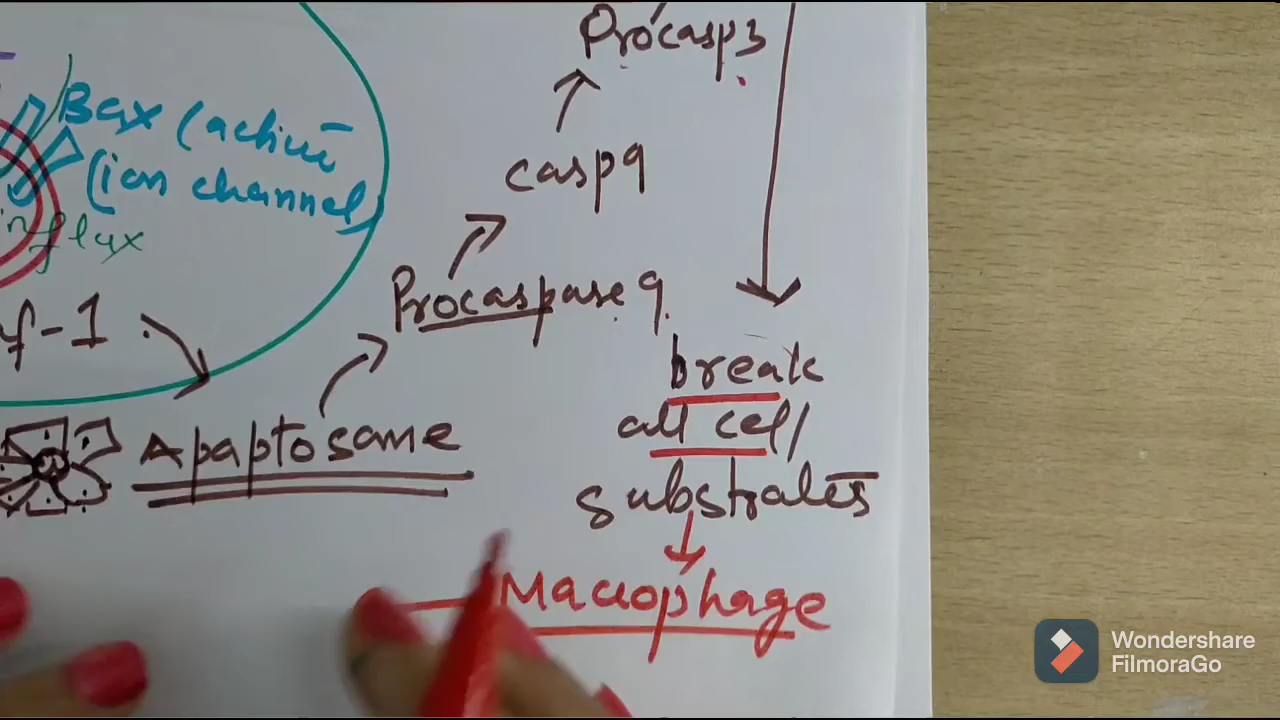 Procasp3
Bax (active
(ion channel)
influx
casp9
Procaspase 9
f-1
Apaptosome
break
all cell
substrates
Macrophage
Wondershare
FilmoraGo